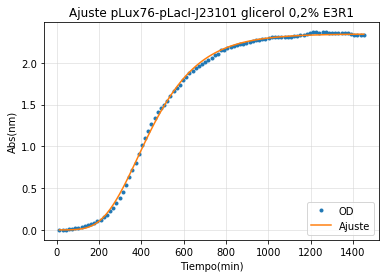 Ajuste pLux76-pLacI-J23101 glicerol 0,2% E3R1
Abs(nm)
2.0
1.5
1.0
0.5
0.0
0 200 400 600 800 1000 1200 1400
Tiempo(min)
OD
Ajuste